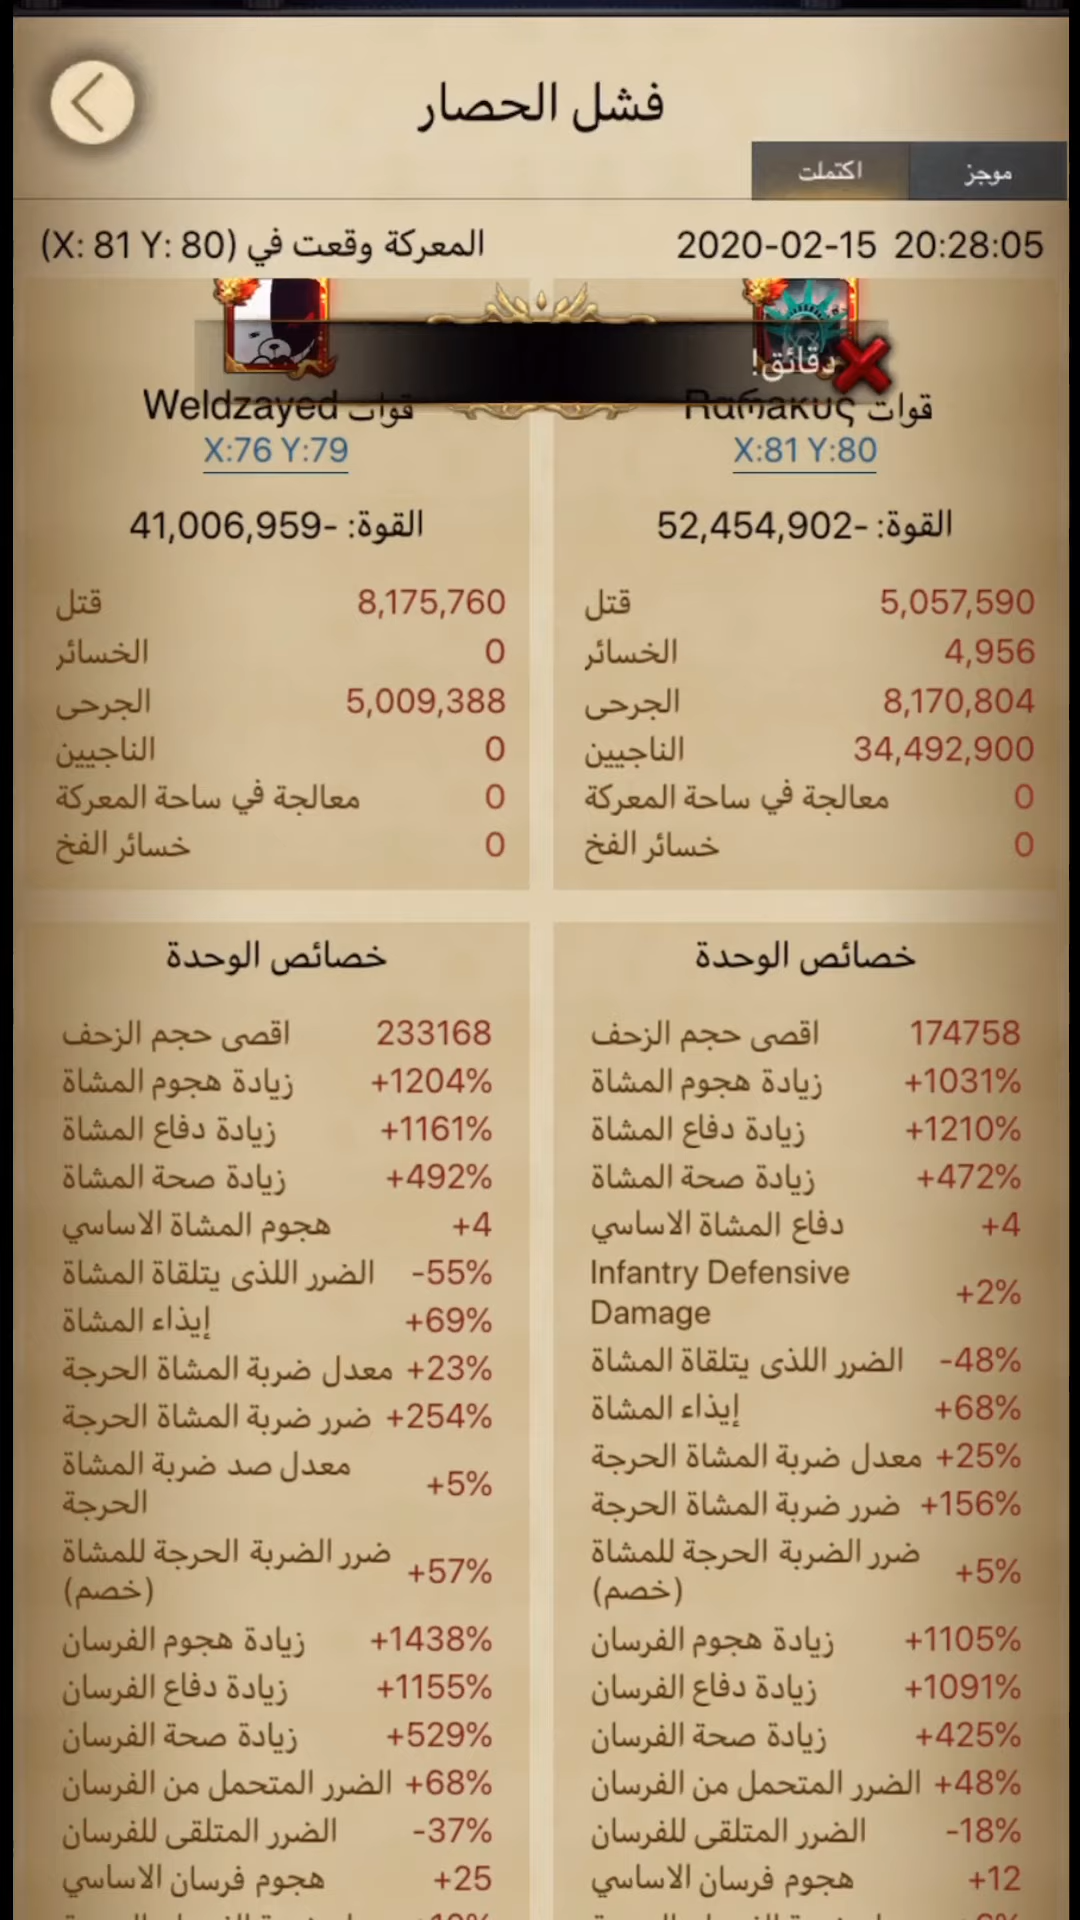 فشل الحصار
موجز
اكتملت
2020-02-15 20:28:05
المعركة وقعت في (X: 81 Y: 80)
دقائق!
قوات Ramakus
X:81 Y:80
القوة: -52,454,902
قتل 5,057,590
الخسائر 4,956
الجرحى 8,170,804
الناجيين 34,492,900
معالجة في ساحة المعركة 0
خسائر الفخ 0
قوات Weldzayed
X:76 Y:79
القوة: -41,006,959
قتل 8,175,760
الخسائر 0
الجرحى 5,009,388
الناجيين 0
معالجة في ساحة المعركة 0
خسائر الفخ 0
خصائص الوحدة
اقصى حجم الزحف 174758
زيادة هجوم المشاة +1031%
زيادة دفاع المشاة +1210%
زيادة صحة المشاة +472%
دفاع المشاة الاساسي +4
Infantry Defensive
Damage +2%
الضرر اللذى يتلقاة المشاة -48%
إيذاء المشاة +68%
معدل ضربة المشاة الحرجة +25%
ضرر ضربة المشاة الحرجة +156%
ضرر الضربة الحرجة للمشاة
(خصم) +5%
زيادة هجوم الفرسان +1105%
زيادة دفاع الفرسان +1091%
زيادة صحة الفرسان +425%
الضرر المتحمل من الفرسان +48%
الضرر المتلقى للفرسان -18%
هجوم فرسان الاساسي +12
خصائص الوحدة
اقصى حجم الزحف 233168
زيادة هجوم المشاة +1204%
زيادة دفاع المشاة +1161%
زيادة صحة المشاة +492%
هجوم المشاة الاساسي +4
الضرر اللذى يتلقاة المشاة -55%
إيذاء المشاة +69%
معدل ضربة المشاة الحرجة +23%
ضرر ضربة المشاة الحرجة +254%
معدل صد ضربة المشاة
الحرجة +5%
ضرر الضربة الحرجة للمشاة
(خصم) +57%
زيادة هجوم الفرسان +1438%
زيادة دفاع الفرسان +1155%
زيادة صحة الفرسان +529%
الضرر المتحمل من الفرسان +68%
الضرر المتلقى للفرسان -37%
هجوم فرسان الاساسي +25